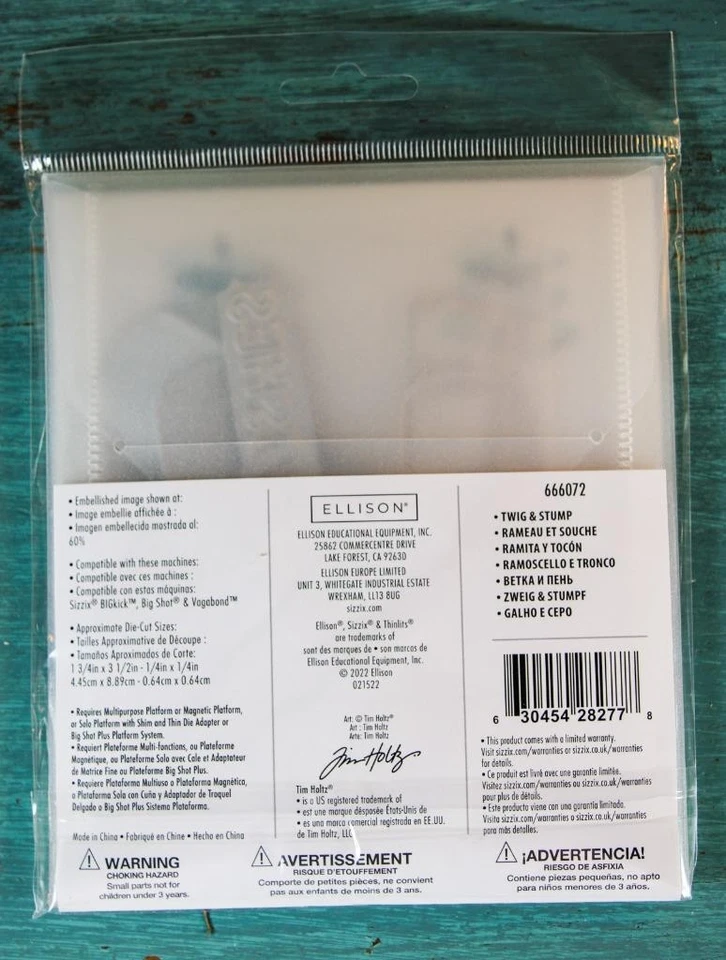 • Embellished image shown at:
• Image embellie affichée à :
• Imagen embellecida mostrada al:
60%
• Compatible with these machines:
• Compatible avec ces machines :
• Compatible con estas máquinas:
Sizzix® BIGkick™, Big Shot® & Vagabond™
• Approximate Die-Cut Sizes:
• Tailles Approximative de Découpe :
• Tamaños Aproximados de Corte:
1 3/4in x 3 1/2in - 1/4in x 1/4in
4.45cm x 8.89cm - 0.64cm x 0.64cm
• Requires Multipurpose Platform or Magnetic Platform,
or Solo Platform with Shim and Thin Die Adapter or
Big Shot Plus Platform System.
• Requiert Plateforme Multi-fonctions, ou Plateforme
Magnétique, ou Plateforme Solo avec Cale et Adaptateur
de Matrice Fine ou Plateforme Big Shot Plus.
• Requiere Plataforma Multiuso o Plataforma Magnética,
o Plataforma Solo con Cuña y Adaptador de Troquel
Delgado o Big Shot Plus Sistema Plataforma.
Made in China • Fabriqué en Chine • Hecho en China
ELLISON®
ELLISON EDUCATIONAL EQUIPMENT, INC.
25862 COMMERCENTRE DRIVE
LAKE FOREST, CA 92630
ELLISON EUROPE LIMITED
UNIT 3, WHITEGATE INDUSTRIAL ESTATE
WREXHAM, LL13 8UG
sizzix.com
Ellison®, Sizzix® & Thinlits®
are trademarks of
sont des marques de • son marcas de
Ellison Educational Equipment, Inc.
© 2022 Ellison
021522
Art: © Tim Holtz®
Art : Tim Holtz
Arte: Tim Holtz
Tim Holtz
Tim Holtz®
• is a US registered trademark of
• est une marque désposée États-Unis de
• es una marca comercial registrada en EE.UU.
de Tim Holtz, LLC
666072
• TWIG & STUMP
• RAMEAU ET SOUCHE
• RAMITA Y TOCÓN
• RAMOSCELLO E TRONCO
• ВЕТКА И ПЕНЬ
• ZWEIG & STUMPF
• GALHO E CEPO
6 30454 28277 8
• This product comes with a limited warranty.
Visit sizzix.com/warranties or sizzix.co.uk/warranties
for details.
• Ce produit est livré avec une garantie limitée.
Visitez sizzix.com/warranties ou sizzix.co.uk/warranties
pour plus de détails.
• Este producto viene con una garantía limitada.
Visita sizzix.com/warranties o sizzix.co.uk/warranties
para más detalles.
WARNING
CHOKING HAZARD
Small parts not for
children under 3 years.
AVERTISSEMENT
RISQUE D'ETOUFFEMENT
Comporte de petites pièces, ne convient
pas aux enfants de moins de 3 ans.
¡ADVERTENCIA!
RIESGO DE ASFIXIA
Contiene piezas pequeñas, no apto
para niños menores de 3 años.